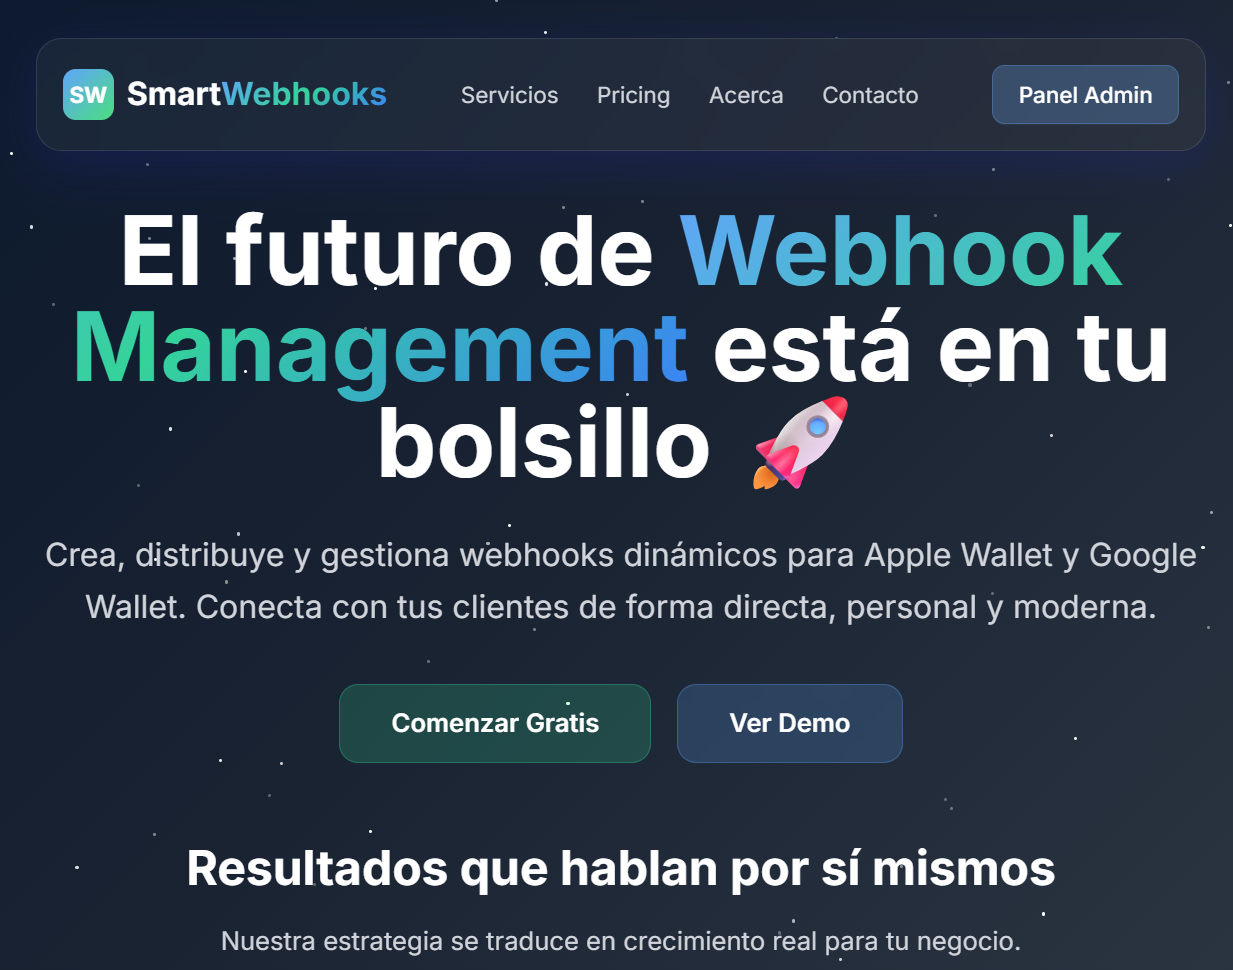 SW SmartWebhooks Servicios Pricing Acerca Contacto Panel Admin
El futuro de Webhook
Management está en tu
bolsillo 🚀
Crea, distribuye y gestiona webhooks dinámicos para Apple Wallet y Google
Wallet. Conecta con tus clientes de forma directa, personal y moderna.
Comenzar Gratis Ver Demo
Resultados que hablan por sí mismos
Nuestra estrategia se traduce en crecimiento real para tu negocio.